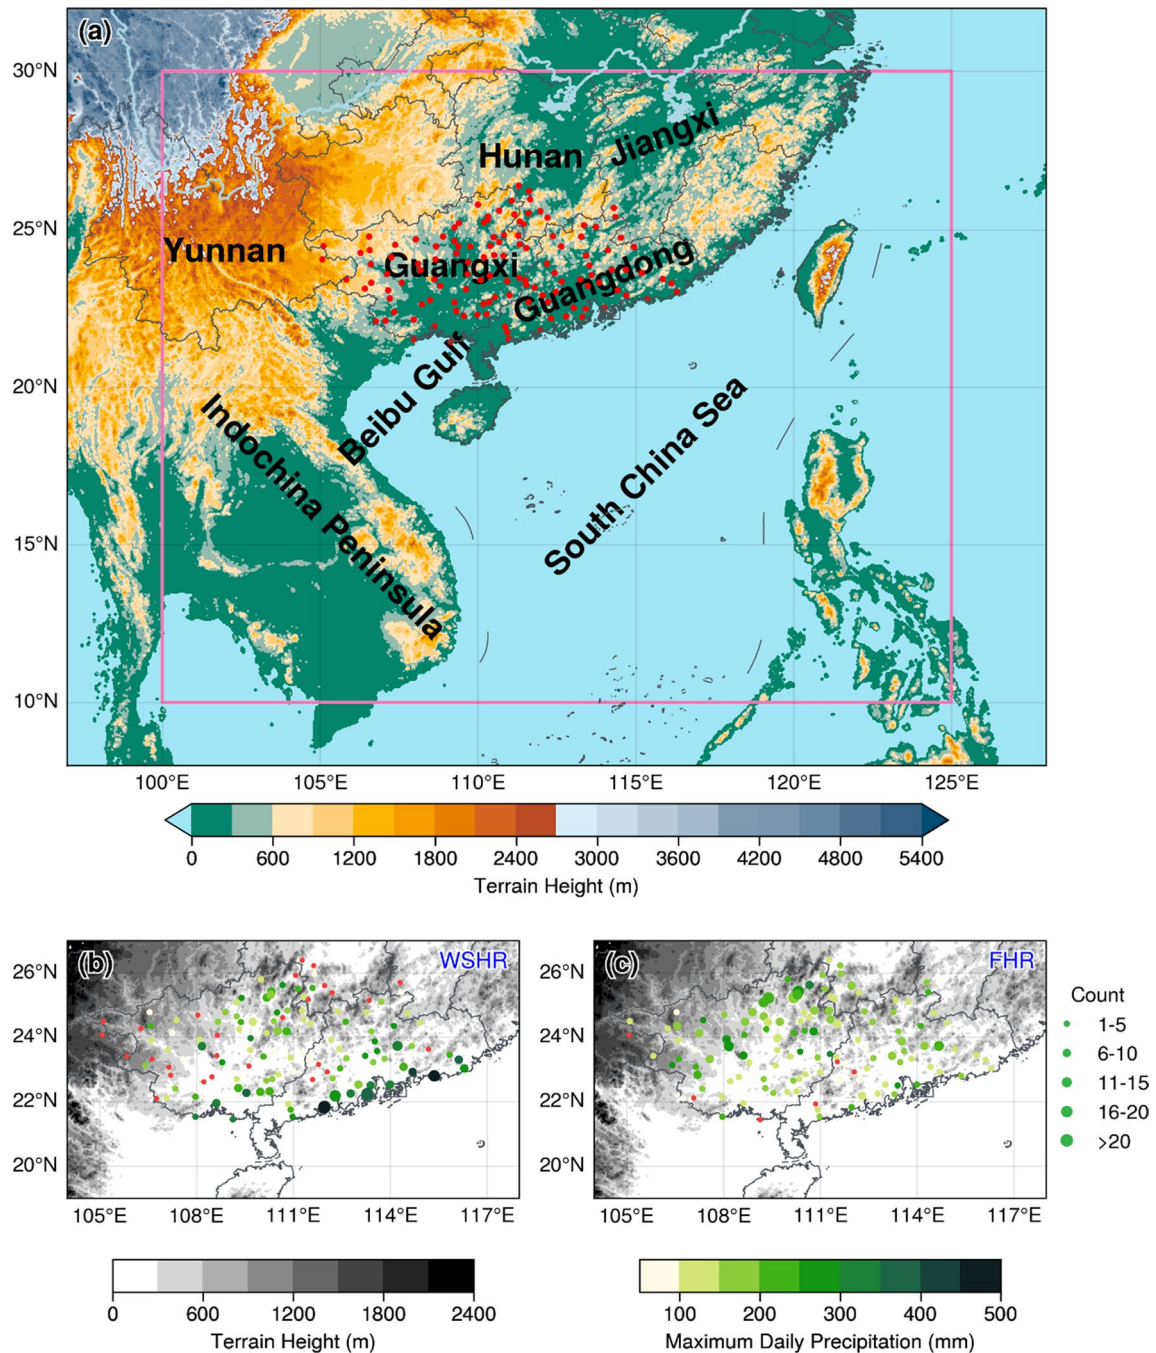 (a)
30°N
25°N
20°N
15°N
10°N
Hunan
Jiangxi
Yunnan
Guangxi
Guangdong
Beibu Gulf
Indochina Peninsula
South China Sea
100°E 105°E 110°E 115°E 120°E 125°E
0 600 1200 1800 2400 3000 3600 4200 4800 5400
Terrain Height (m)
(b) WSHR
26°N
24°N
22°N
20°N
105°E 108°E 111°E 114°E 117°E
(c) FHR
26°N
24°N
22°N
20°N
105°E 108°E 111°E 114°E 117°E
Count
1-5
6-10
11-15
16-20
>20
0 600 1200 1800 2400
Terrain Height (m)
100 200 300 400 500
Maximum Daily Precipitation (mm)